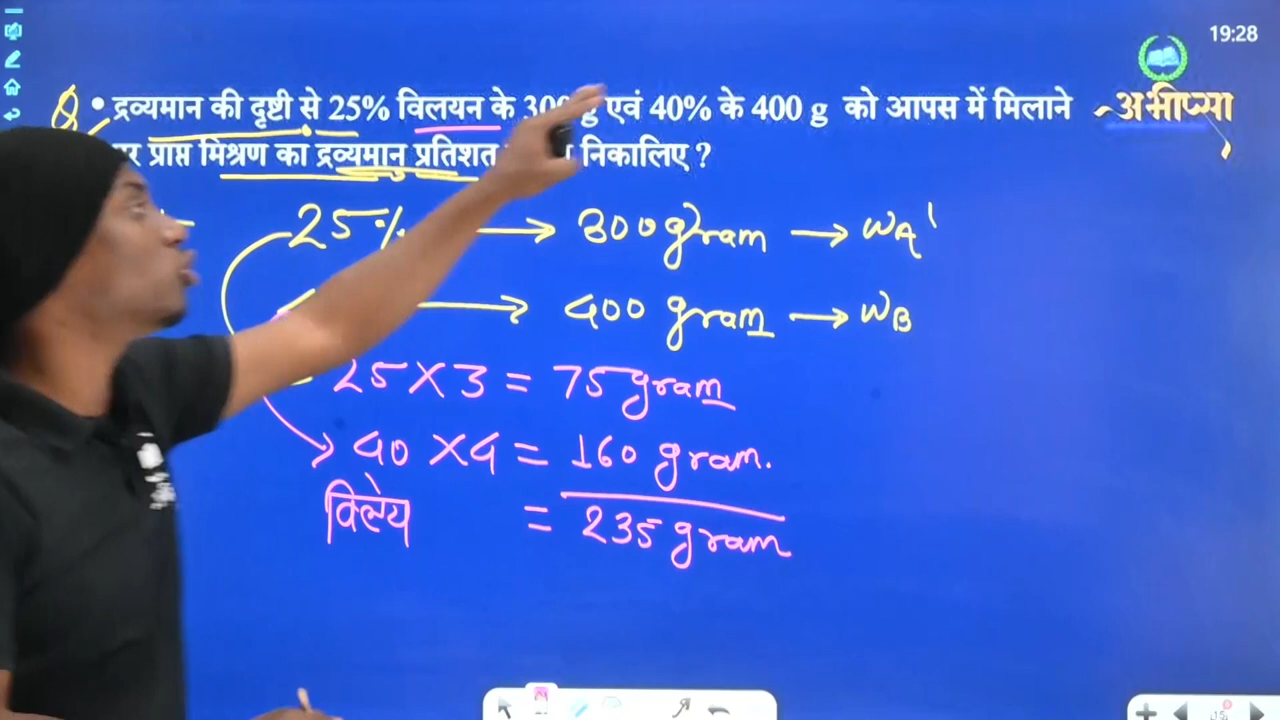 19:28
अभीप्सा
Q • द्रव्यमान की दृष्टी से 25% विलयन के 300 g एवं 40% के 400 g को आपस में मिलाने
पर प्राप्त मिश्रण का द्रव्यमान प्रतिशत निकालिए ?
25% → 300 gram → WA'
→ 400 gram → WB
25 X 3 = 75 gram
40 X 4 = 160 gram.
विलेय = 235 gram